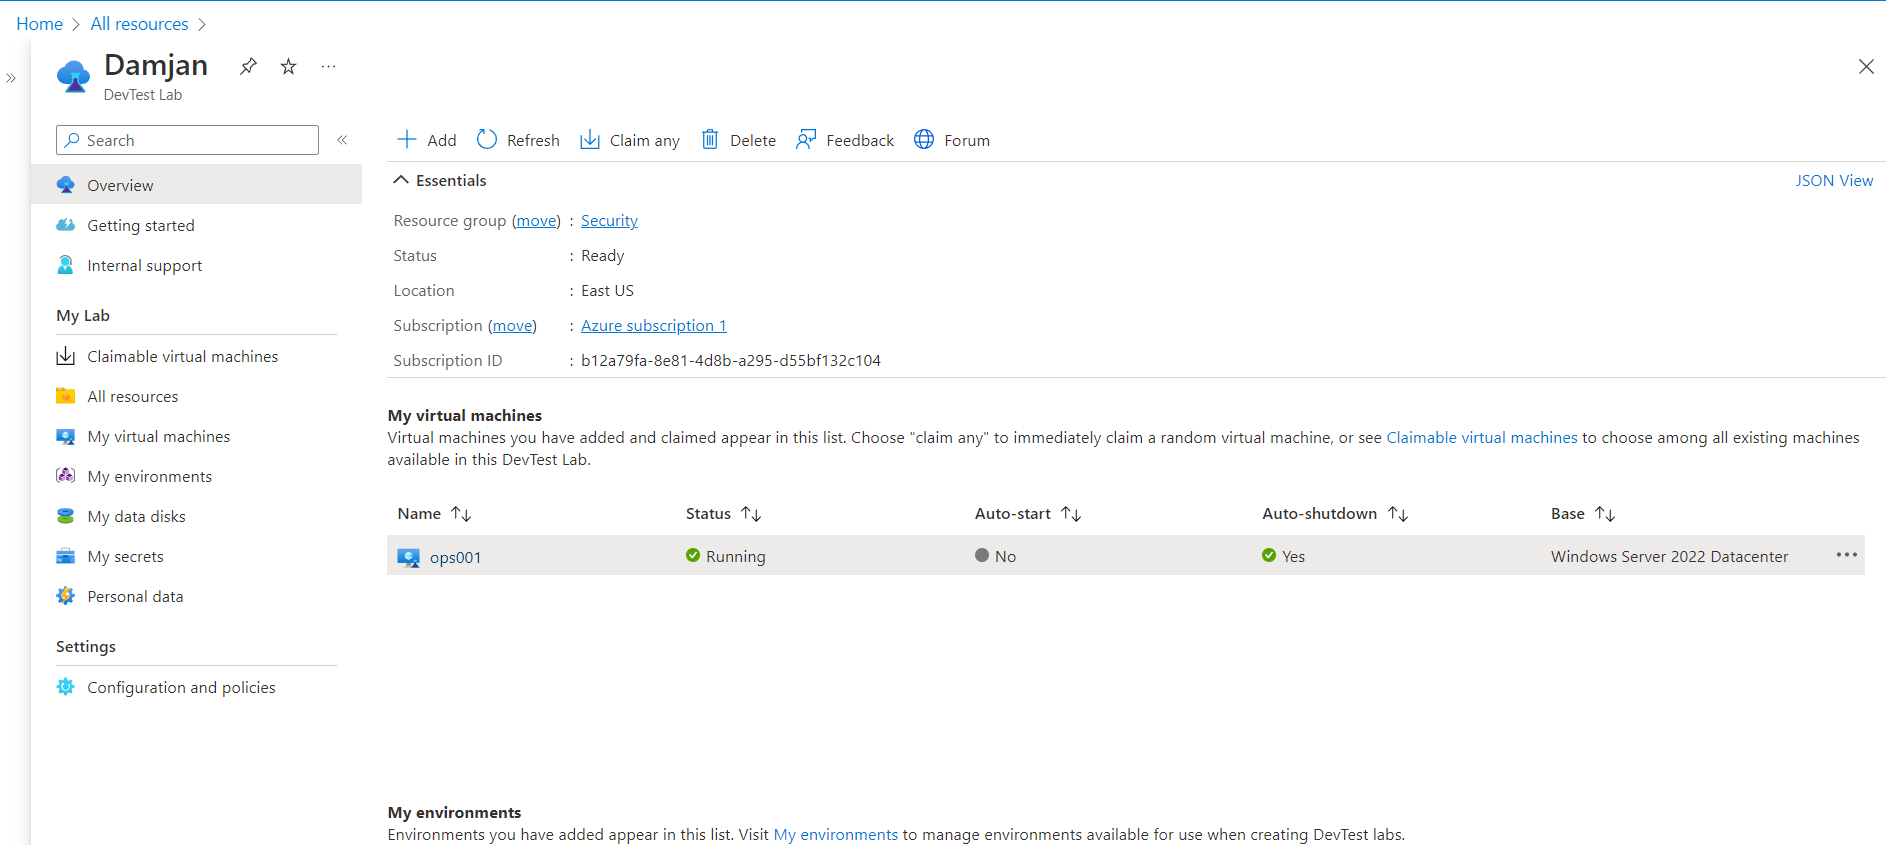 Home > All resources >
Damjan
DevTest Lab
Search
Overview
Getting started
Internal support
My Lab
Claimable virtual machines
All resources
My virtual machines
My environments
My data disks
My secrets
Personal data
Settings
Configuration and policies
Add Refresh Claim any Delete Feedback Forum
Essentials JSON View
Resource group (move) : Security
Status : Ready
Location : East US
Subscription (move) : Azure subscription 1
Subscription ID : b12a79fa-8e81-4d8b-a295-d55bf132c104
My virtual machines
Virtual machines you have added and claimed appear in this list. Choose "claim any" to immediately claim a random virtual machine, or see Claimable virtual machines to choose among all existing machines
available in this DevTest Lab.
Name Status Auto-start Auto-shutdown Base
ops001 Running No Yes Windows Server 2022 Datacenter
My environments
Environments you have added appear in this list. Visit My environments to manage environments available for use when creating DevTest labs.